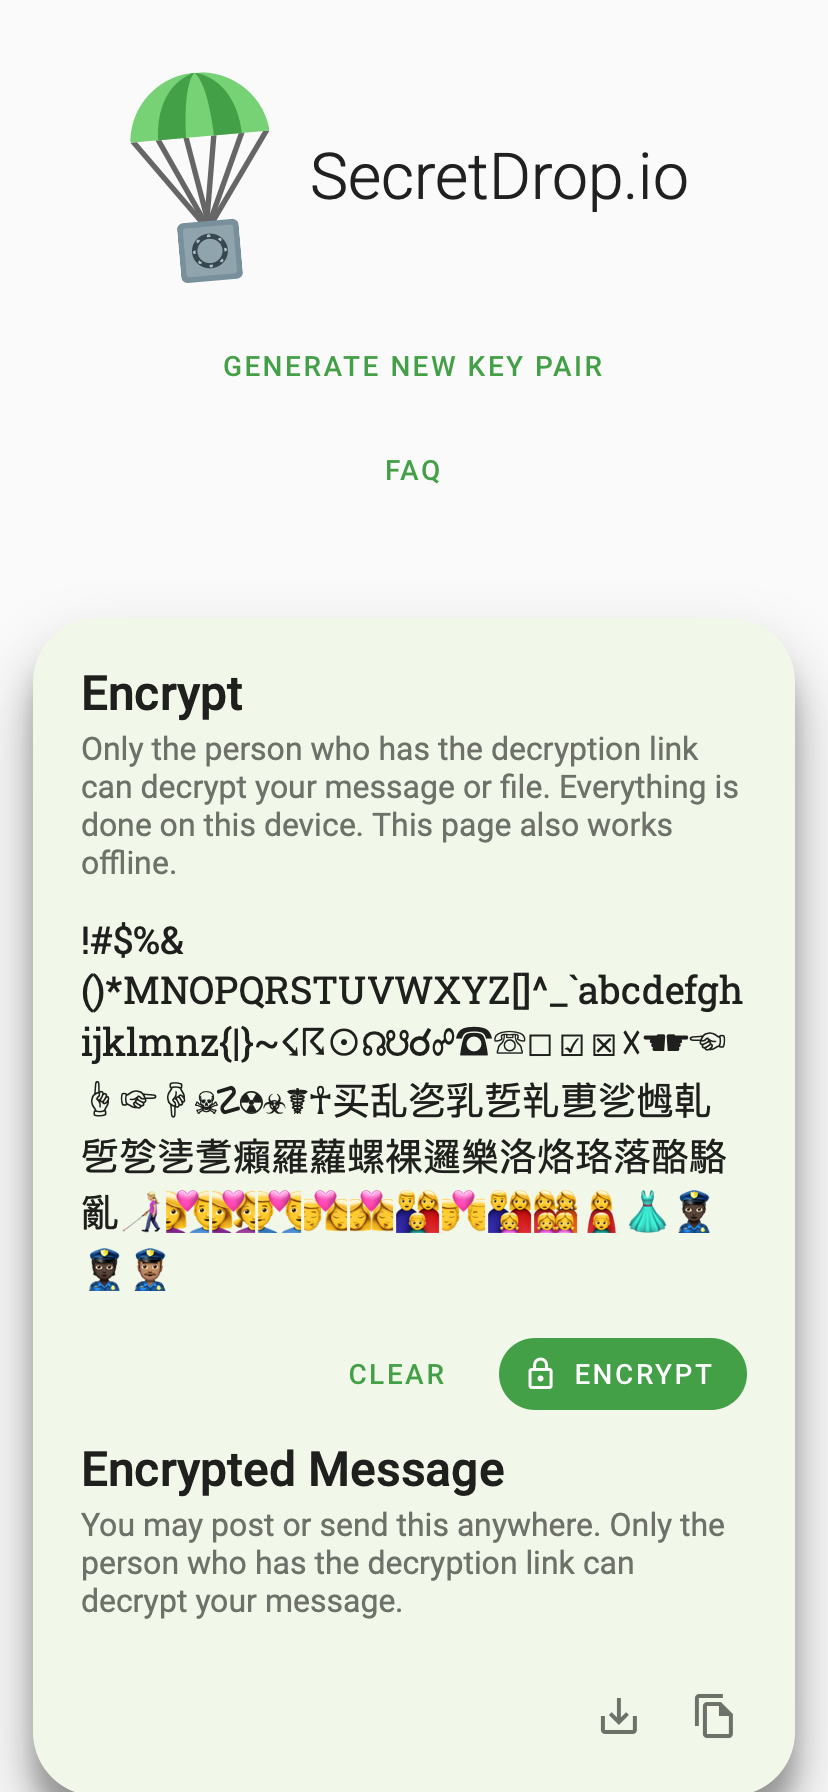 SecretDrop.io
GENERATE NEW KEY PAIR
FAQ
Encrypt
Only the person who has the decryption link
can decrypt your message or file. Everything is
done on this device. This page also works
offline.
!#$%&
()*MNOPQRSTUVWXYZ[]^_`abcdefgh
ijklmnz{|}~☇☈☉☊☋☌☍☎☏☐☑☒☓☚☛☜
☝☞☟☠☡☢☣☤☥买乱乲乳乴乵乶乷乸乹
乺乻乼乽癩羅蘿螺裸邏樂洛烙珞落酪駱
亂
CLEAR
ENCRYPT
Encrypted Message
You may post or send this anywhere. Only the
person who has the decryption link can
decrypt your message.